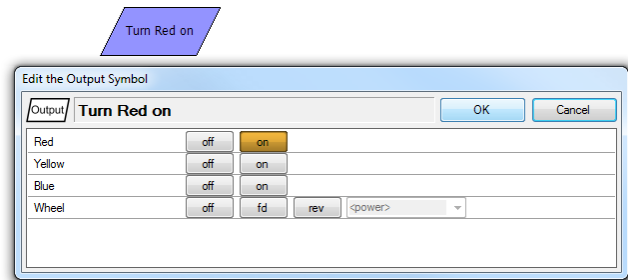 Turn Red on
Edit the Output Symbol
Output Turn Red on OK Cancel
Red off on
Yellow off on
Blue off on
Wheel off fd rev <power>